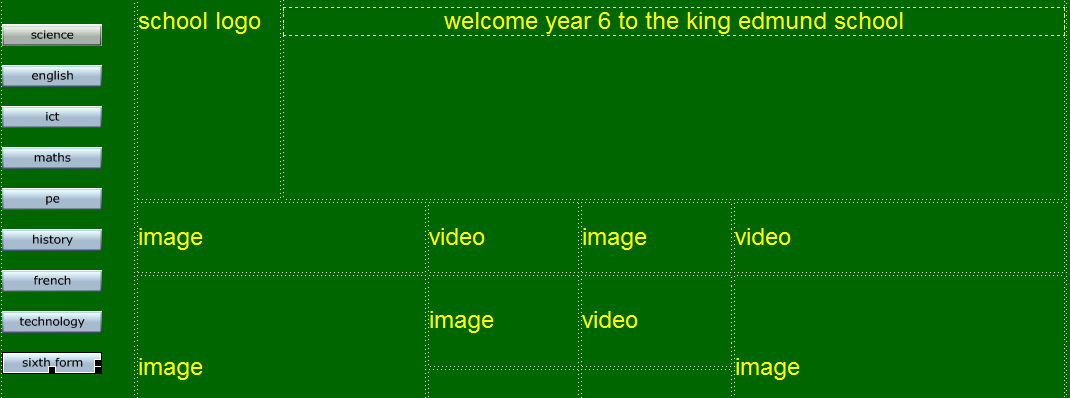 science
english
ict
maths
pe
history
french
technology
sixth form
school logo
welcome year 6 to the king edmund school
image
video
image
video
image
video
image
image